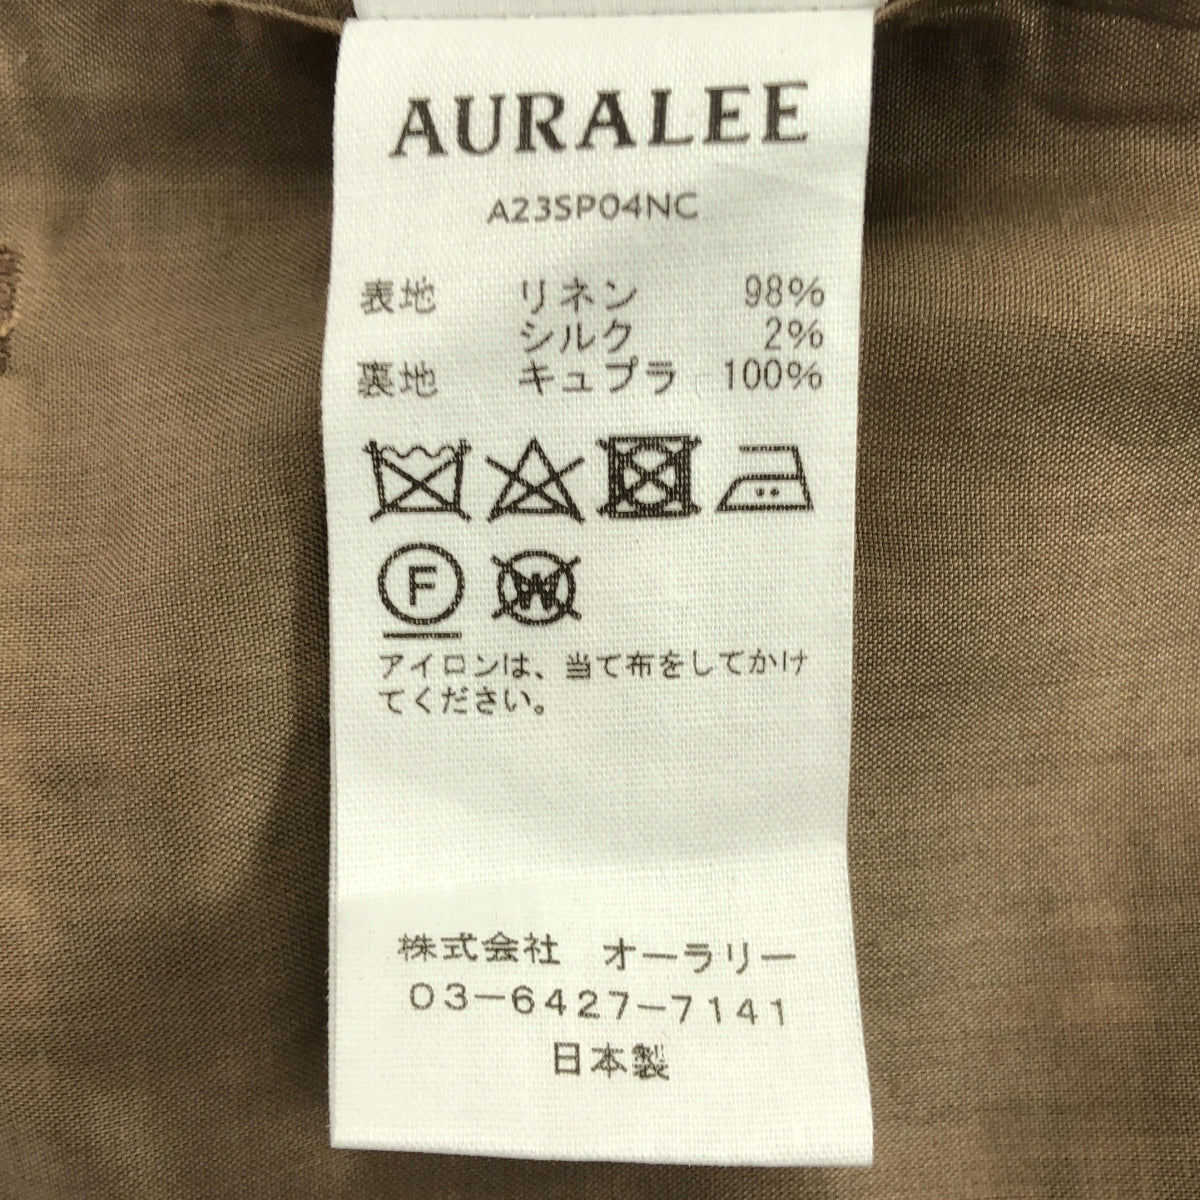 AURALEE
A23SP04NC
表地 リネン 98%
シルク 2%
裏地 キュプラ 100%
F
W
アイロンは、当て布をしてかけ
てください。
株式会社 オーラリー
03-6427-7141
日本製